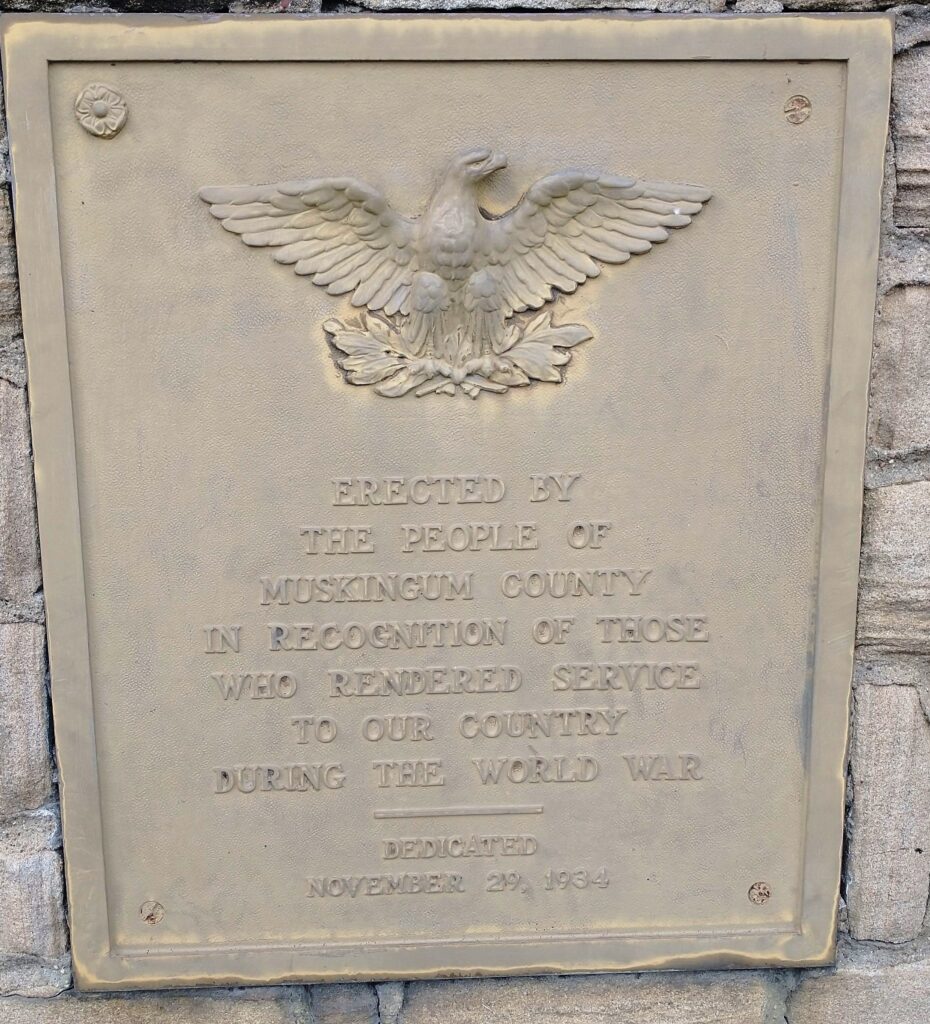 ERECTED BY
THE PEOPLE OF
MUSKINGUM COUNTY
IN RECOGNITION OF THOSE
WHO RENDERED SERVICE
TO OUR COUNTRY
DURING THE WORLD WAR
DEDICATED
NOVEMBER 29, 1934